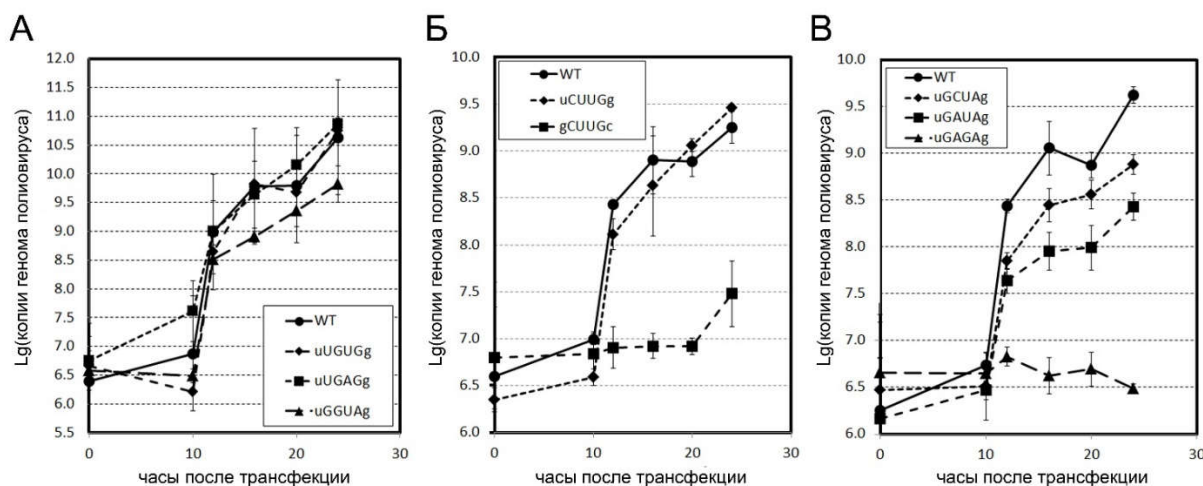 А
Lg(копии генома полиовируса)
12.0
11.5
11.0
10.5
10.0
9.5
9.0
8.5
8.0
7.5
7.0
6.5
6.0
5.5
WT
uUGUGg
uUGAGg
uGGUAg
0
10
20
30
часы после трансфекции
Б
Lg(копии генома полиовируса)
10.0
9.5
9.0
8.5
8.0
7.5
7.0
6.5
6.0
WT
uCUUGg
gCUUGc
0
10
20
30
часы после трансфекции
В
Lg(копии генома полиовируса)
10.0
9.5
9.0
8.5
8.0
7.5
7.0
6.5
6.0
WT
uGCUAg
uGAUAg
uGAGAg
0
10
20
30
часы после трансфекции